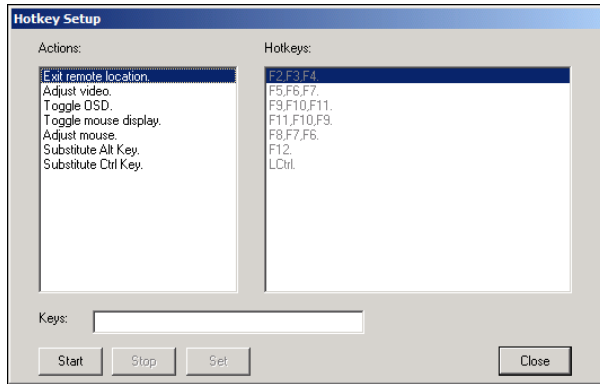 Hotkey Setup
Actions:
Hotkeys:
Exit remote location.
F2,F3,F4.
Adjust video.
F5,F6,F7.
Toggle OSD.
F9,F10,F11.
Toggle mouse display.
F11,F10,F9.
Adjust mouse.
F8,F7,F6.
Substitute Alt Key.
F12.
Substitute Ctrl Key.
LCtrl.
Keys:
Start
Stop
Set
Close